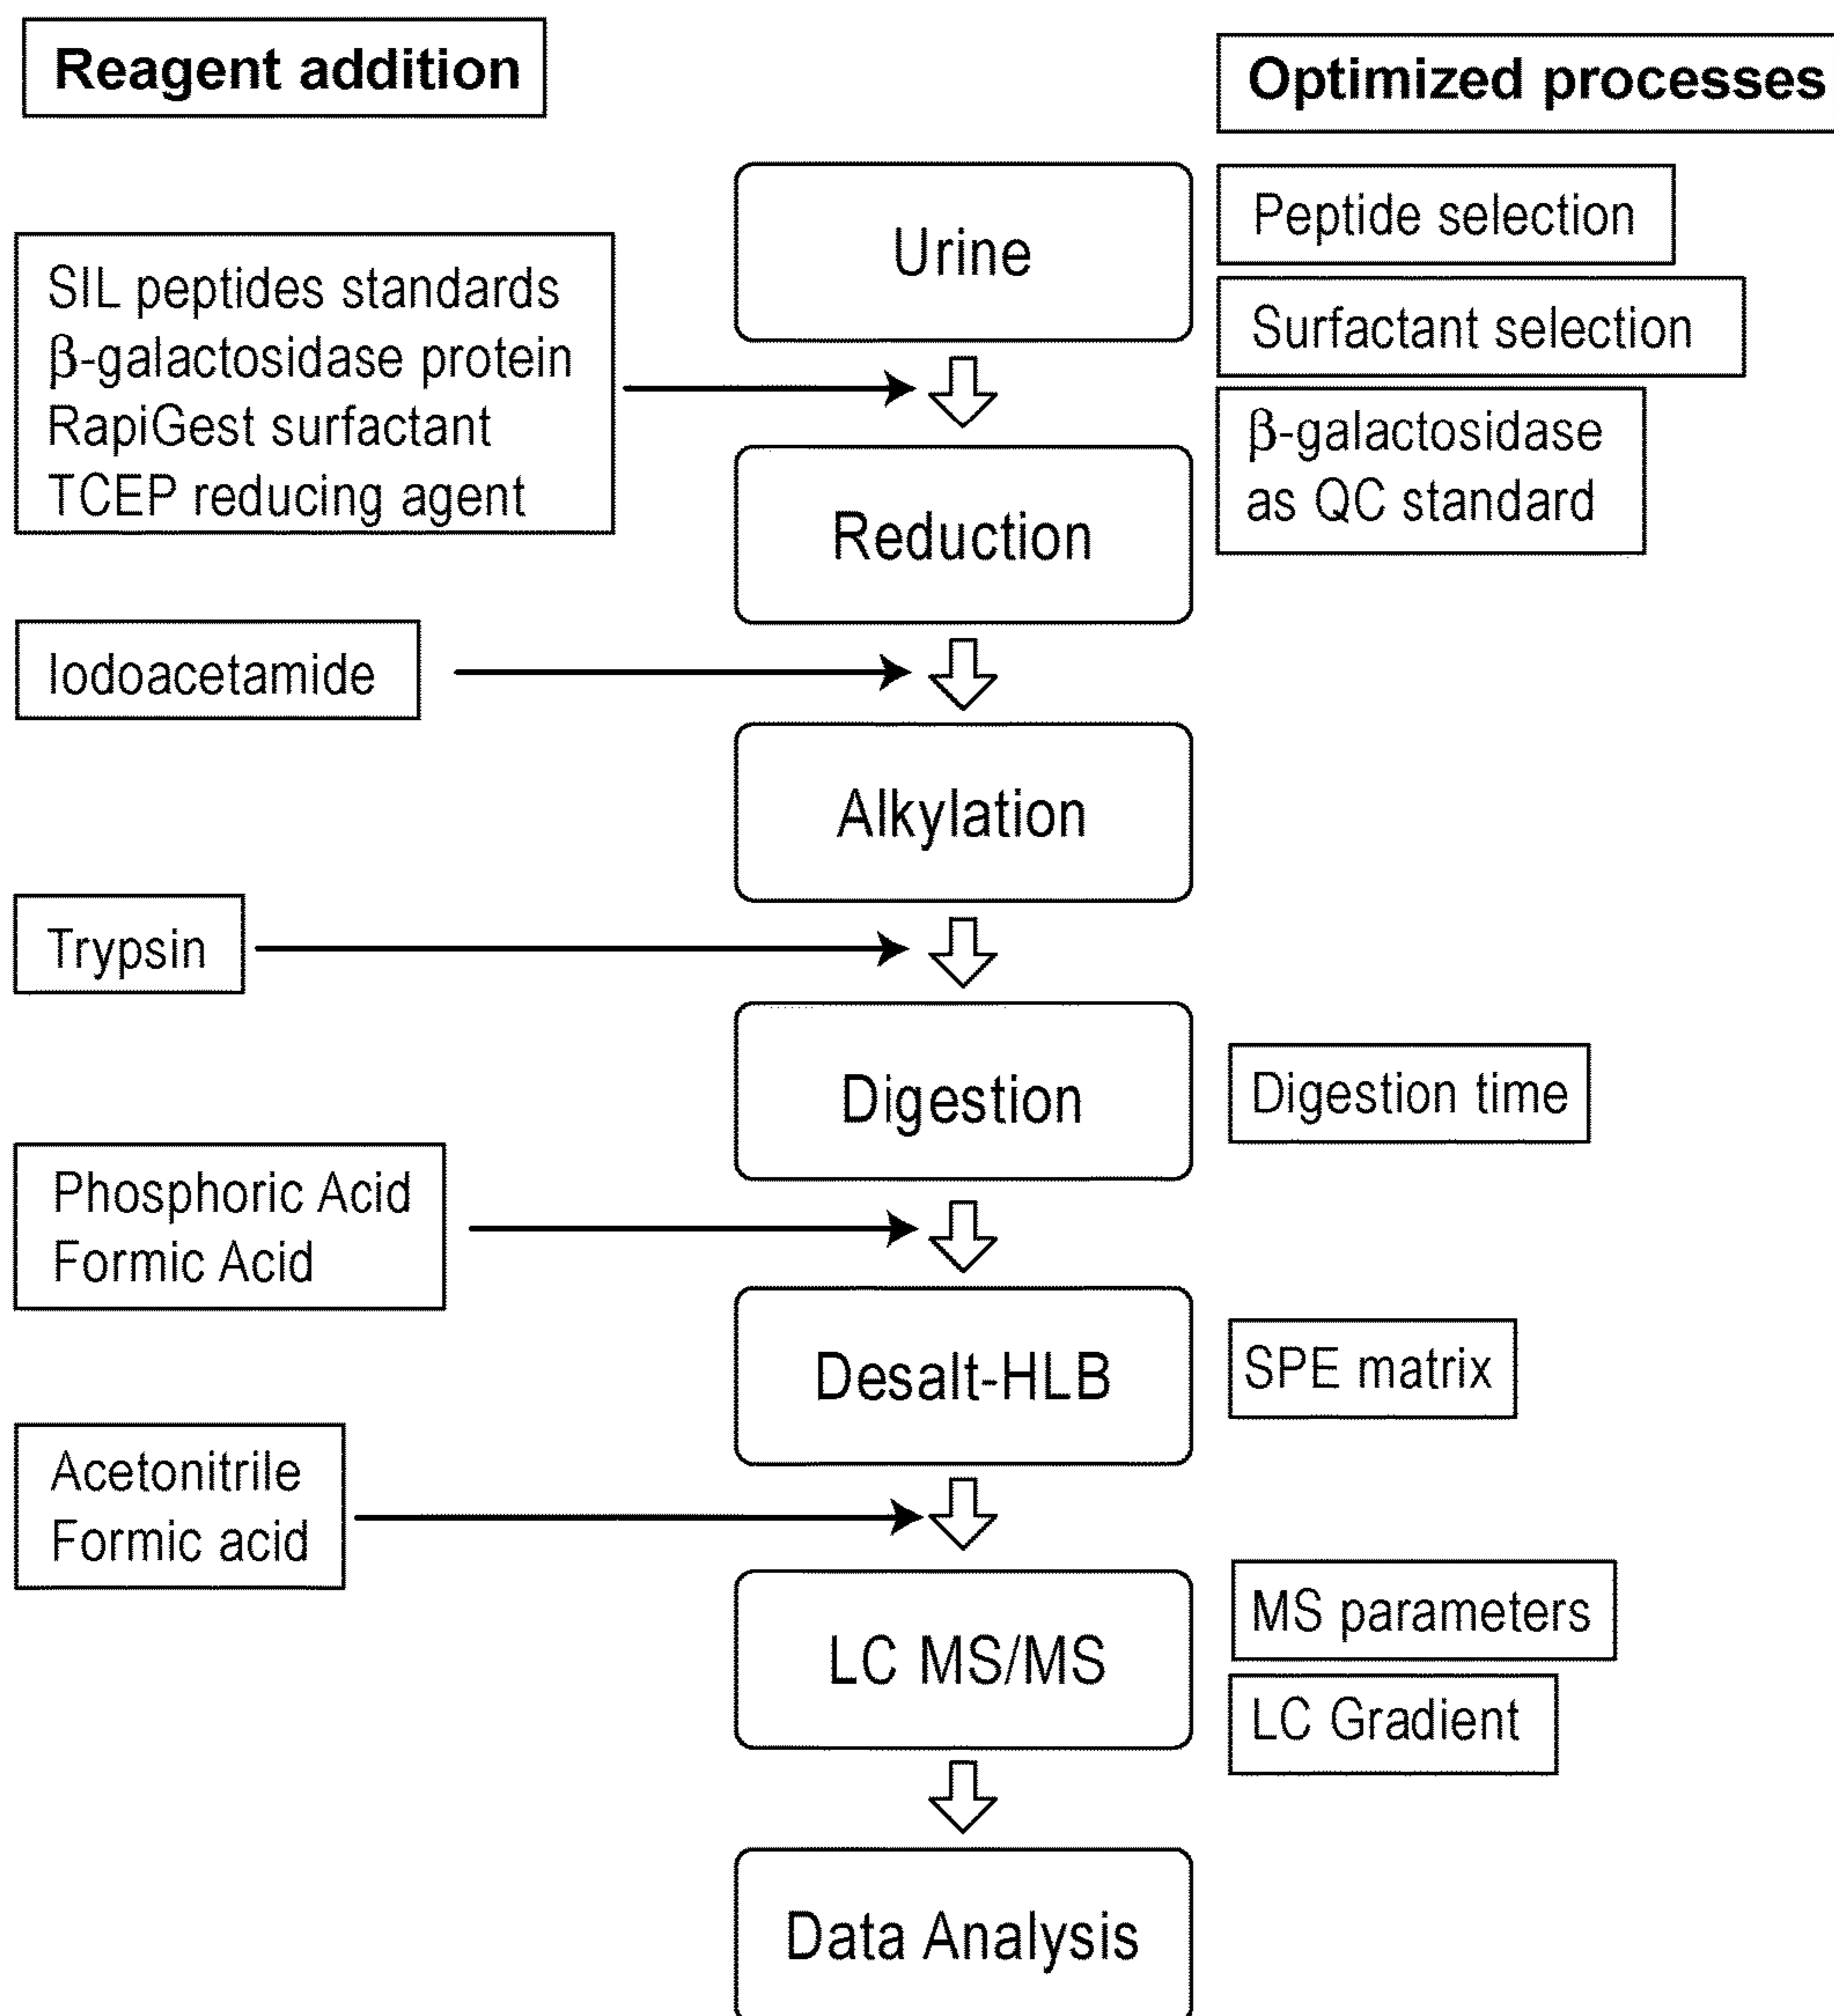 Reagent addition
Optimized processes
Urine
Peptide selection
Surfactant selection
SIL peptides standards
β-galactosidase protein
RapiGest surfactant
TCEP reducing agent
β-galactosidase
as QC standard
Reduction
Iodoacetamide
Alkylation
Trypsin
Digestion
Digestion time
Phosphoric Acid
Formic Acid
Desalt-HLB
SPE matrix
Acetonitrile
Formic acid
LC MS/MS
MS parameters
LC Gradient
Data Analysis